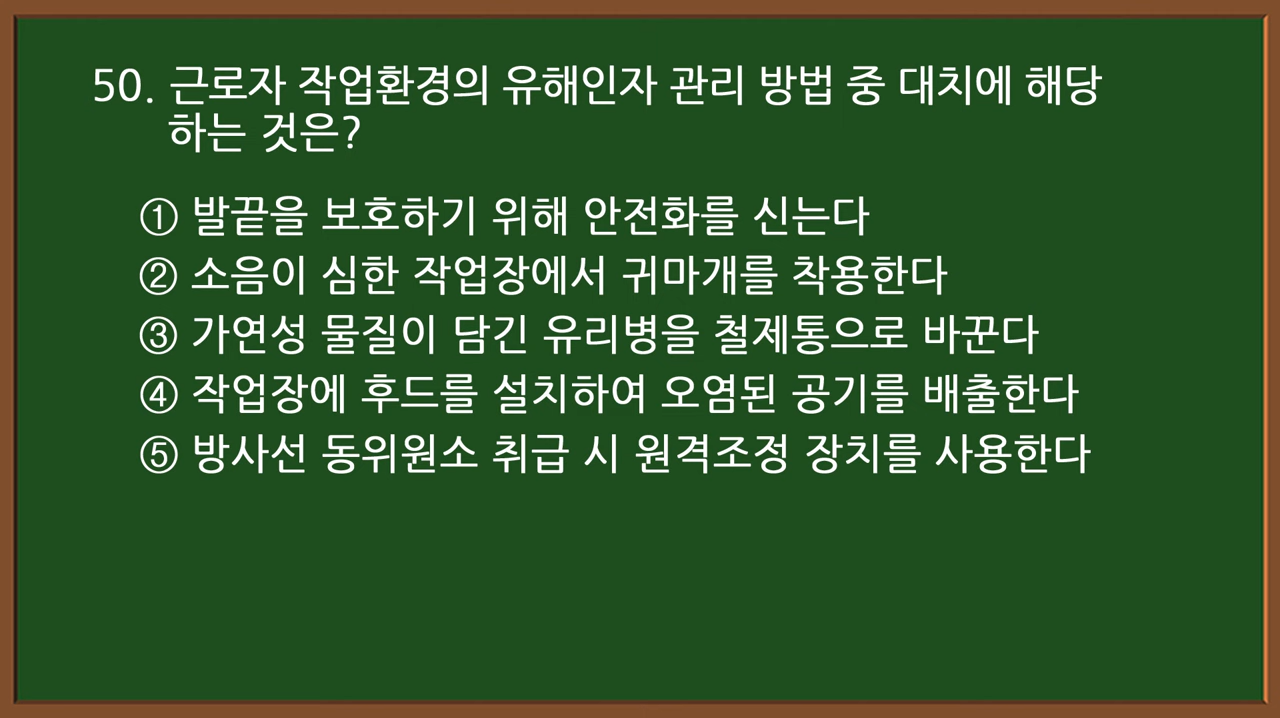 50. 근로자 작업환경의 유해인자 관리 방법 중 대치에 해당
하는 것은?
① 발끝을 보호하기 위해 안전화를 신는다
② 소음이 심한 작업장에서 귀마개를 착용한다
③ 가연성 물질이 담긴 유리병을 철제통으로 바꾼다
④ 작업장에 후드를 설치하여 오염된 공기를 배출한다
⑤ 방사선 동위원소 취급 시 원격조정 장치를 사용한다